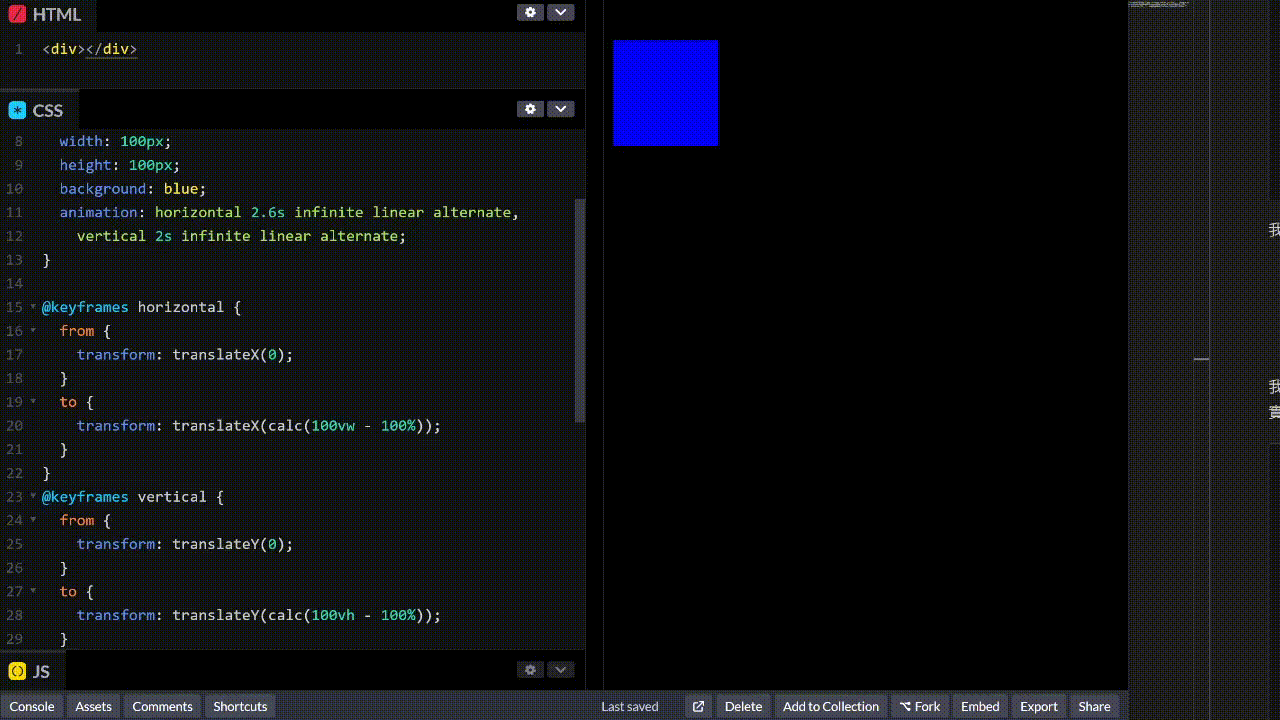 HTML
1 <div></div>
CSS
8 width: 100px;
9 height: 100px;
10 background: blue;
11 animation: horizontal 2.6s infinite linear alternate,
12 vertical 2s infinite linear alternate;
13 }
14
15 @keyframes horizontal {
16 from {
17 transform: translateX(0);
18 }
19 to {
20 transform: translateX(calc(100vw - 100%));
21 }
22 }
23 @keyframes vertical {
24 from {
25 transform: translateY(0);
26 }
27 to {
28 transform: translateY(calc(100vh - 100%));
29 }
JS
Console Assets Comments Shortcuts Last saved Delete Add to Collection Fork Embed Export Share
我
我